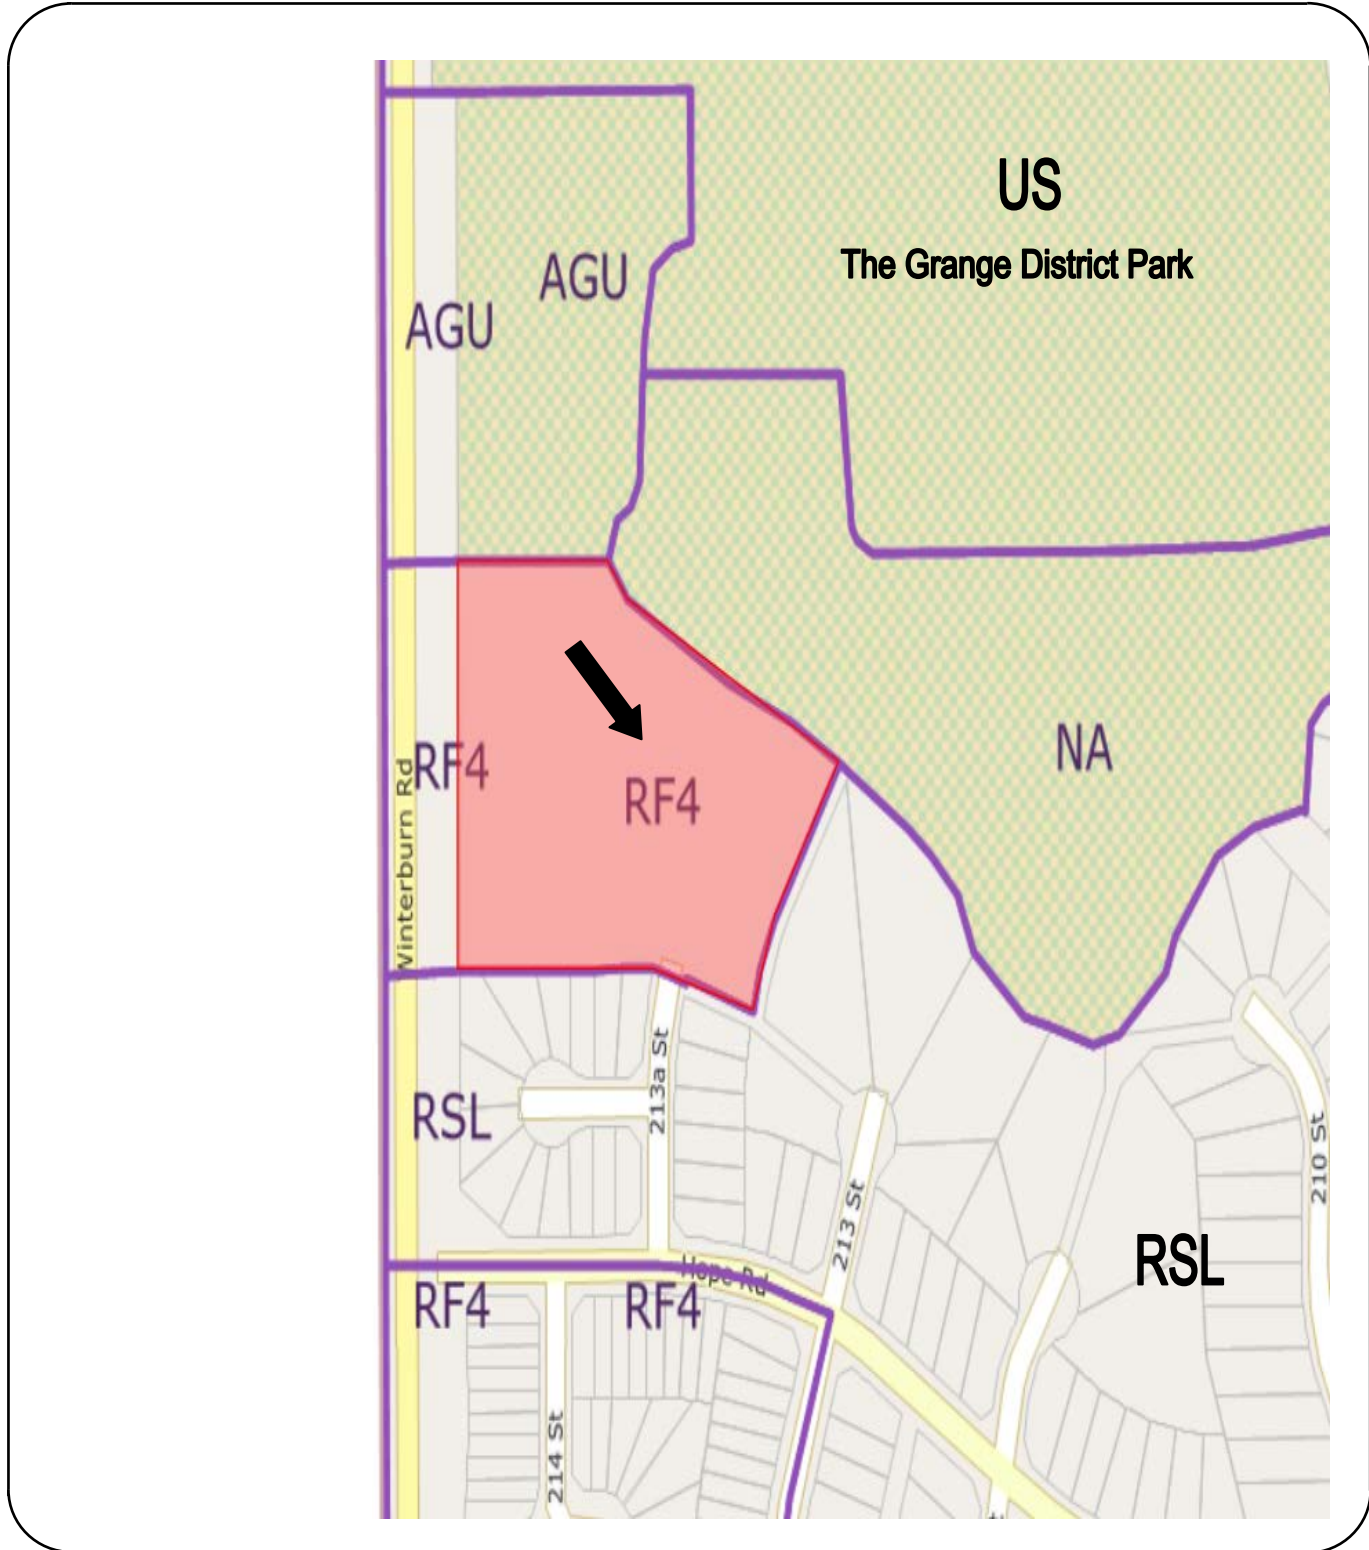 US
The Grange District Park
AGU
AGU
NA
RF4
RF4
Winterburn Rd
213a St
RSL
210 St
213 St
RSL
Hope Rd
RF4
RF4
214 St